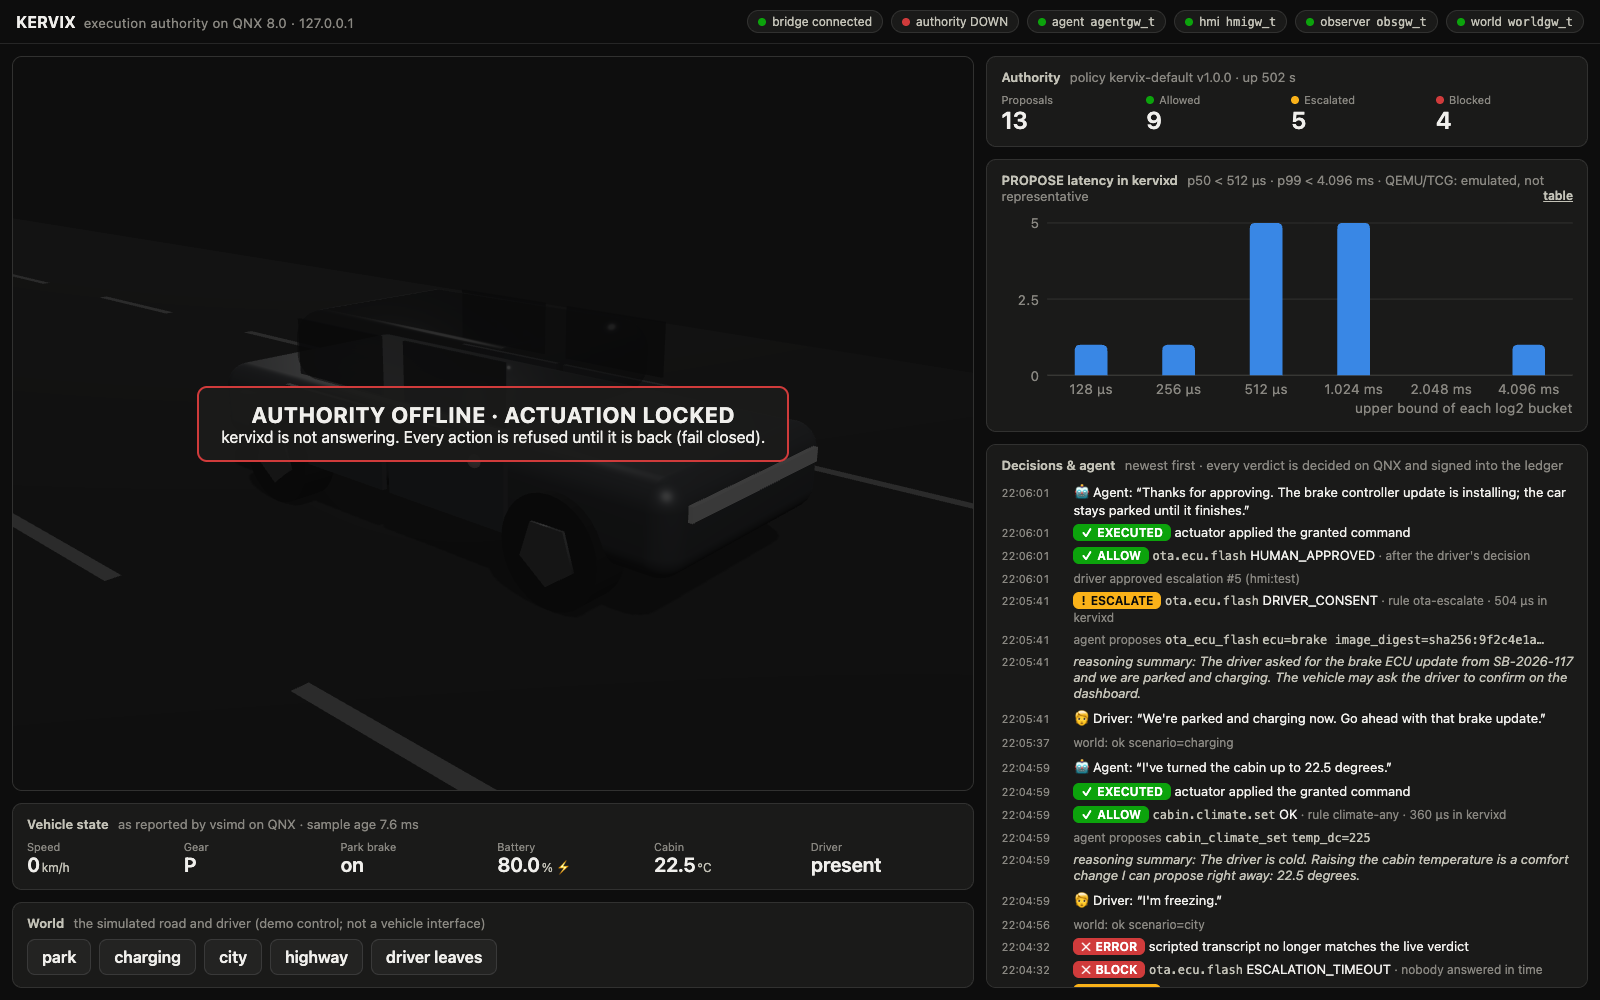 KERVIX execution authority on QNX 8.0 · 127.0.0.1
bridge connected
authority DOWN
agent agentgw_t
hmi hmigw_t
observer obsgw_t
world worldgw_t
AUTHORITY OFFLINE · ACTUATION LOCKED
kervixd is not answering. Every action is refused until it is back (fail closed).
Vehicle state as reported by vsimd on QNX · sample age 7.6 ms
Speed Gear Park brake Battery Cabin Driver
0 km/h P on 80.0 % ⚡ 22.5 °C present
World the simulated road and driver (demo control; not a vehicle interface)
park charging city highway driver leaves
Authority policy kervix-default v1.0.0 · up 502 s
Proposals Allowed Escalated Blocked
13 9 5 4
PROPOSE latency in kervixd p50 < 512 µs · p99 < 4.096 ms · QEMU/TCG: emulated, not
representative table
5
2.5
0
128 µs 256 µs 512 µs 1.024 ms 2.048 ms 4.096 ms
upper bound of each log2 bucket
Decisions & agent newest first · every verdict is decided on QNX and signed into the ledger
22:06:01 🤖 Agent: “Thanks for approving. The brake controller update is installing; the car
stays parked until it finishes.”
22:06:01 ✓ EXECUTED actuator applied the granted command
22:06:01 ✓ ALLOW ota.ecu.flash HUMAN_APPROVED · after the driver's decision
22:06:01 driver approved escalation #5 (hmi:test)
22:05:41 ! ESCALATE ota.ecu.flash DRIVER_CONSENT · rule ota-escalate · 504 µs in
kervixd
22:05:41 agent proposes ota_ecu_flash ecu=brake image_digest=sha256:9f2c4e1a…
22:05:41 reasoning summary: The driver asked for the brake ECU update from SB-2026-117
and we are parked and charging. The vehicle may ask the driver to confirm on the
dashboard.
22:05:41 🧑 Driver: “We're parked and charging now. Go ahead with that brake update.”
22:05:37 world: ok scenario=charging
22:04:59 🤖 Agent: “I've turned the cabin up to 22.5 degrees.”
22:04:59 ✓ EXECUTED actuator applied the granted command
22:04:59 ✓ ALLOW cabin.climate.set OK · rule climate-any · 360 µs in kervixd
22:04:59 agent proposes cabin_climate_set temp_dc=225
22:04:59 reasoning summary: The driver is cold. Raising the cabin temperature is a comfort
change I can propose right away: 22.5 degrees.
22:04:59 🧑 Driver: “I'm freezing.”
22:04:56 world: ok scenario=city
22:04:32 ✕ ERROR scripted transcript no longer matches the live verdict
22:04:32 ✕ BLOCK ota.ecu.flash ESCALATION_TIMEOUT · nobody answered in time